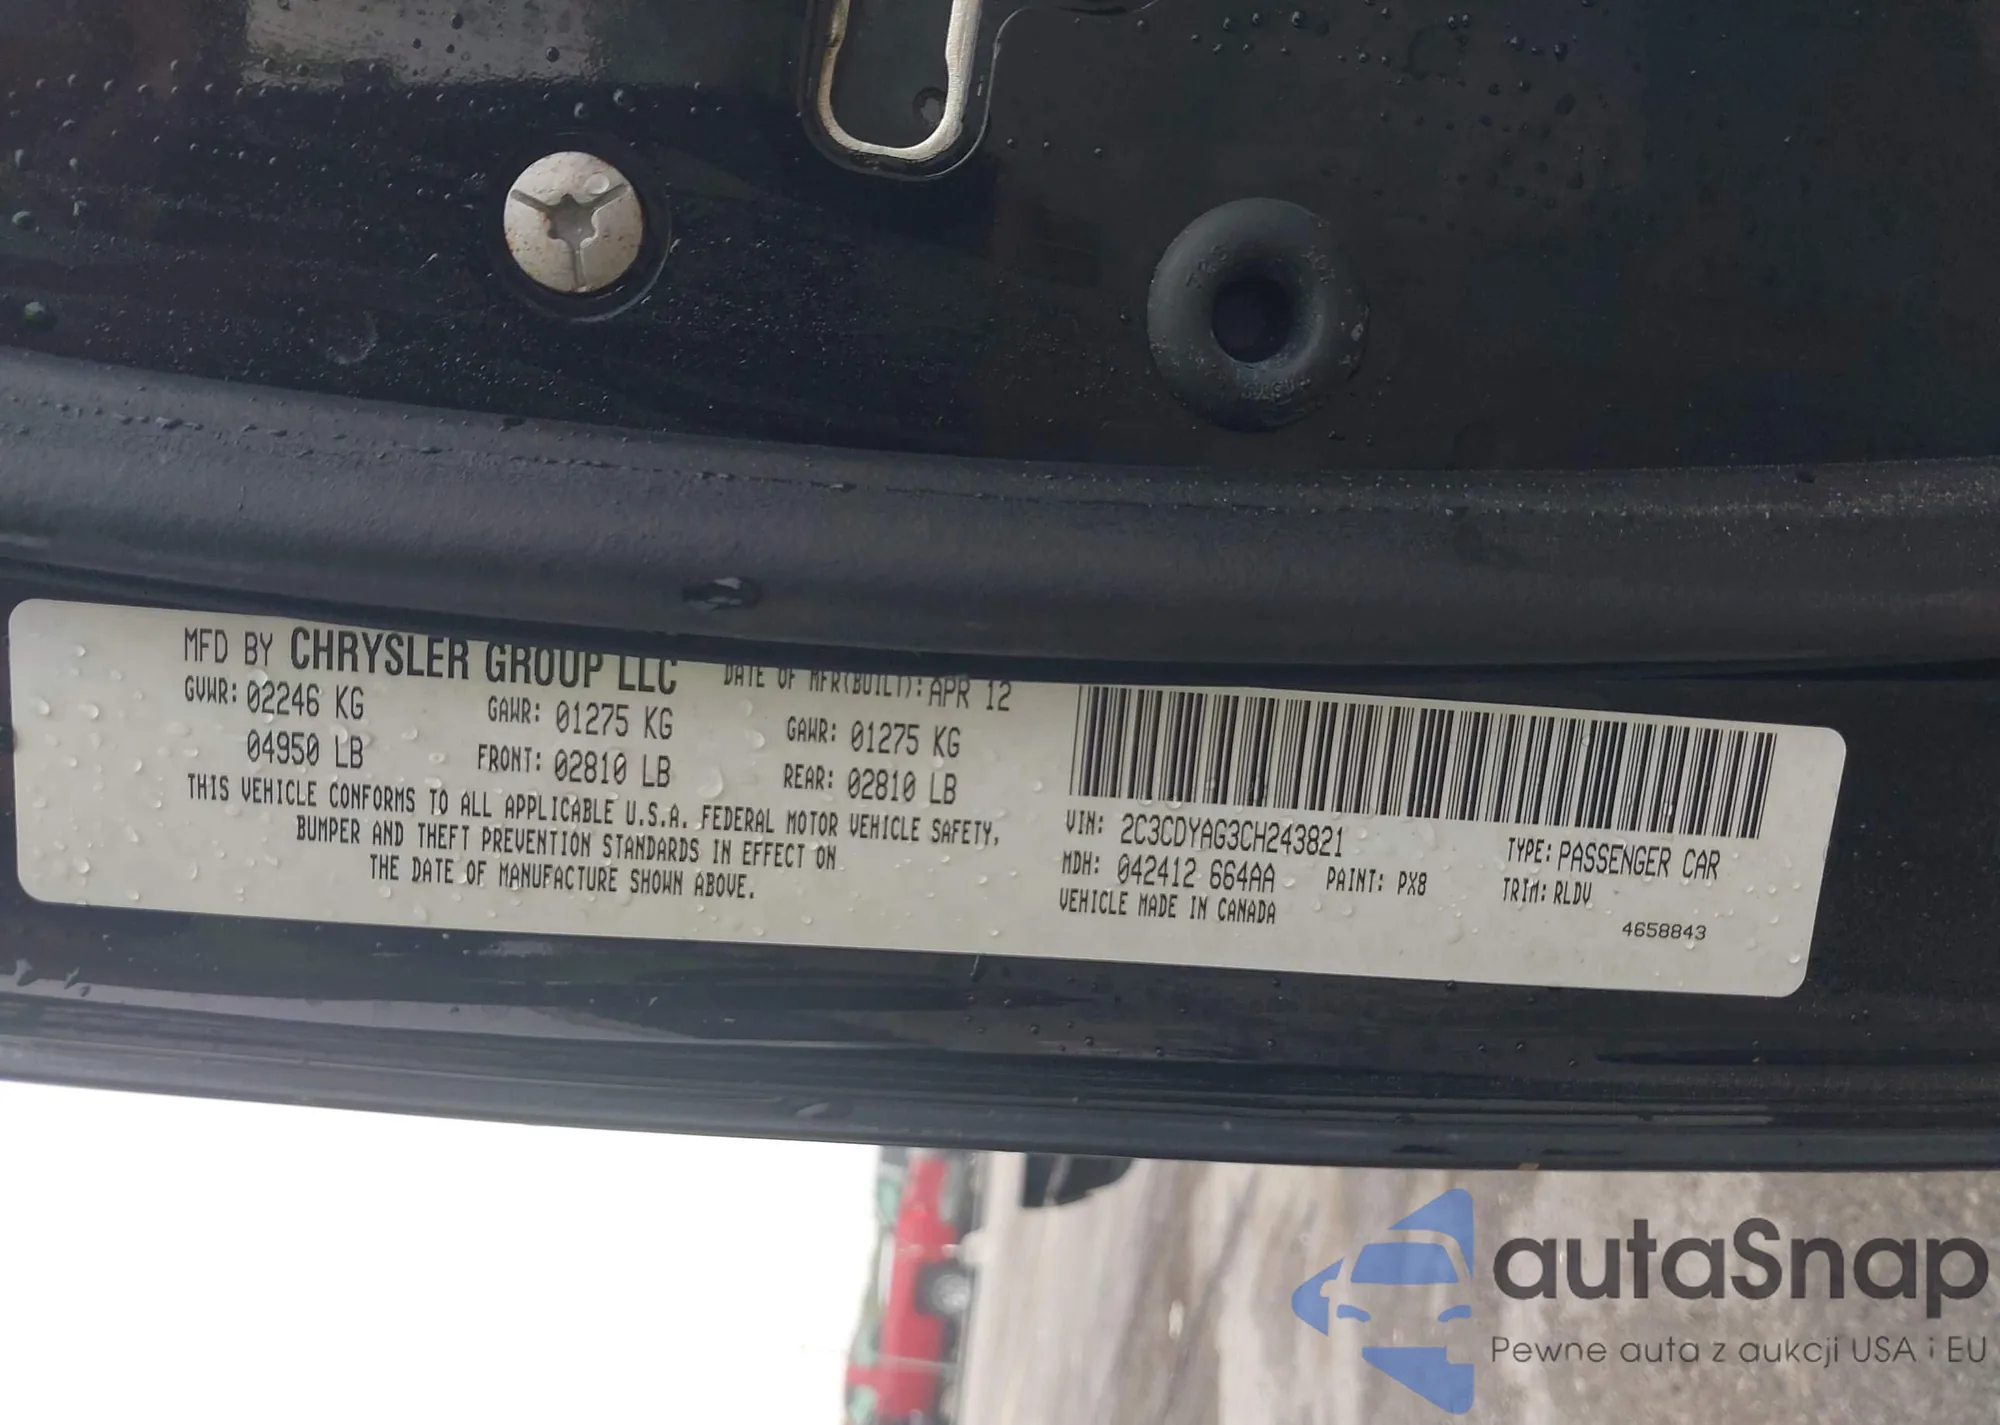 MFD BY CHRYSLER GROUP LLC DATE OF MFR(BUILT): APR 12
GVWR: 02246 KG GAWR: 01275 KG GAWR: 01275 KG
04950 LB FRONT: 02810 LB REAR: 02810 LB
THIS VEHICLE CONFORMS TO ALL APPLICABLE U.S.A. FEDERAL MOTOR VEHICLE SAFETY,
BUMPER AND THEFT PREVENTION STANDARDS IN EFFECT ON
THE DATE OF MANUFACTURE SHOWN ABOVE.
VIN: 2C3CDYAG3CH243821 TYPE: PASSENGER CAR
MDH: 042412 664AA PAINT: PX8 TRIM: RLDV
VEHICLE MADE IN CANADA
4658843
autaSnap
Pewne auta z aukcji USA i EU